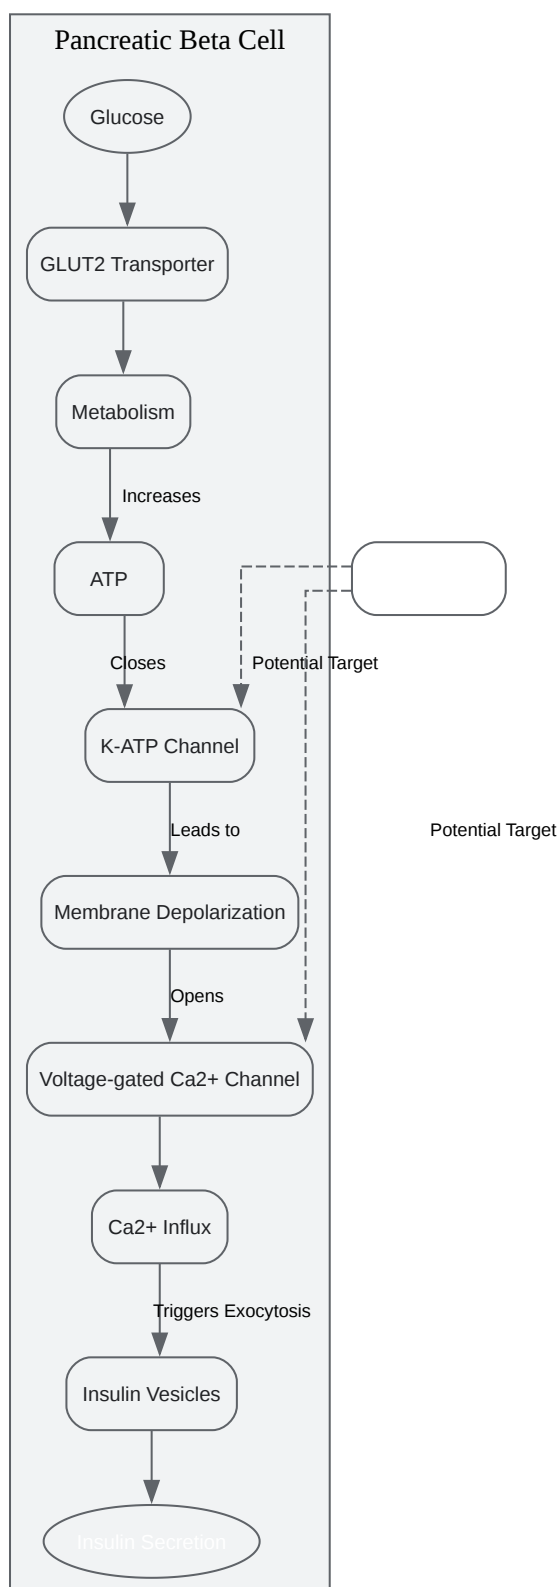 Pancreatic Beta Cell
Glucose
GLUT2 Transporter
Metabolism
Increases
ATP
Closes
Potential Target
K-ATP Channel
Leads to
Potential Target
Membrane Depolarization
Opens
Voltage-gated Ca2+ Channel
Ca2+ Influx
Triggers Exocytosis
Insulin Vesicles
Insulin Secretion